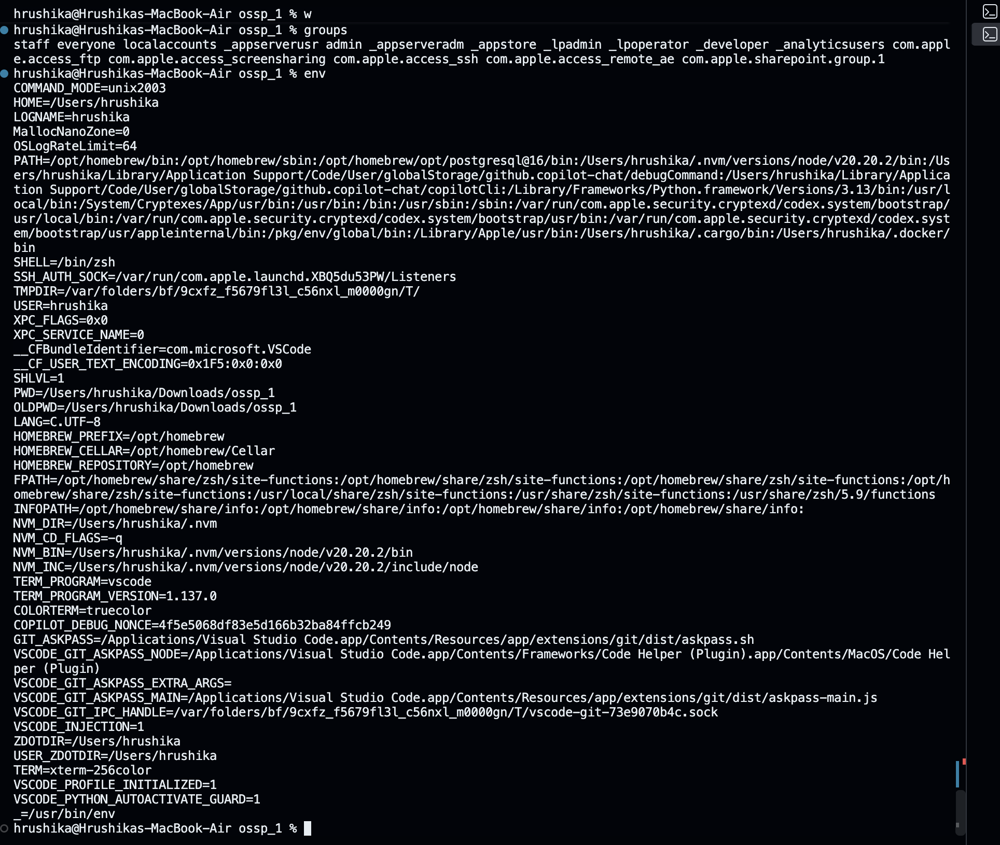 hrushika@Hrushikas-MacBook-Air ossp_1 % w
hrushika@Hrushikas-MacBook-Air ossp_1 % groups
staff everyone localaccounts _appserverusr admin _appserveradm _appstore _lpadmin _lpoperator _developer _analyticsusers com.appl
e.access_ftp com.apple.access_screensharing com.apple.access_ssh com.apple.access_remote_ae com.apple.sharepoint.group.1
hrushika@Hrushikas-MacBook-Air ossp_1 % env
COMMAND_MODE=unix2003
HOME=/Users/hrushika
LOGNAME=hrushika
MallocNanoZone=0
OSLogRateLimit=64
PATH=/opt/homebrew/bin:/opt/homebrew/sbin:/opt/homebrew/opt/postgresql@16/bin:/Users/hrushika/.nvm/versions/node/v20.20.2/bin:/Us
ers/hrushika/Library/Application Support/Code/User/globalStorage/github.copilot-chat/debugCommand:/Users/hrushika/Library/Applica
tion Support/Code/User/globalStorage/github.copilot-chat/copilotCli:/Library/Frameworks/Python.framework/Versions/3.13/bin:/usr/l
ocal/bin:/System/Cryptexes/App/usr/bin:/usr/bin:/bin:/usr/sbin:/sbin:/var/run/com.apple.security.cryptexd/codex.system/bootstrap/
usr/local/bin:/var/run/com.apple.security.cryptexd/codex.system/bootstrap/usr/bin:/var/run/com.apple.security.cryptexd/codex.syst
em/bootstrap/usr/appleinternal/bin:/pkg/env/global/bin:/Library/Apple/usr/bin:/Users/hrushika/.cargo/bin:/Users/hrushika/.docker/
bin
SHELL=/bin/zsh
SSH_AUTH_SOCK=/var/run/com.apple.launchd.XBQ5du53PW/Listeners
TMPDIR=/var/folders/bf/9cxfz_f5679fl3l_c56nxl_m0000gn/T/
USER=hrushika
XPC_FLAGS=0x0
XPC_SERVICE_NAME=0
__CFBundleIdentifier=com.microsoft.VSCode
__CF_USER_TEXT_ENCODING=0x1F5:0x0:0x0
SHLVL=1
PWD=/Users/hrushika/Downloads/ossp_1
OLDPWD=/Users/hrushika/Downloads/ossp_1
LANG=C.UTF-8
HOMEBREW_PREFIX=/opt/homebrew
HOMEBREW_CELLAR=/opt/homebrew/Cellar
HOMEBREW_REPOSITORY=/opt/homebrew
FPATH=/opt/homebrew/share/zsh/site-functions:/opt/homebrew/share/zsh/site-functions:/opt/homebrew/share/zsh/site-functions:/opt/h
omebrew/share/zsh/site-functions:/usr/local/share/zsh/site-functions:/usr/share/zsh/site-functions:/usr/share/zsh/5.9/functions
INFOPATH=/opt/homebrew/share/info:/opt/homebrew/share/info:/opt/homebrew/share/info:/opt/homebrew/share/info:
NVM_DIR=/Users/hrushika/.nvm
NVM_CD_FLAGS=-q
NVM_BIN=/Users/hrushika/.nvm/versions/node/v20.20.2/bin
NVM_INC=/Users/hrushika/.nvm/versions/node/v20.20.2/include/node
TERM_PROGRAM=vscode
TERM_PROGRAM_VERSION=1.137.0
COLORTERM=truecolor
COPILOT_DEBUG_NONCE=4f5e5068df83e5d166b32ba84ffcb249
GIT_ASKPASS=/Applications/Visual Studio Code.app/Contents/Resources/app/extensions/git/dist/askpass.sh
VSCODE_GIT_ASKPASS_NODE=/Applications/Visual Studio Code.app/Contents/Frameworks/Code Helper (Plugin).app/Contents/MacOS/Code Hel
per (Plugin)
VSCODE_GIT_ASKPASS_EXTRA_ARGS=
VSCODE_GIT_ASKPASS_MAIN=/Applications/Visual Studio Code.app/Contents/Resources/app/extensions/git/dist/askpass-main.js
VSCODE_GIT_IPC_HANDLE=/var/folders/bf/9cxfz_f5679fl3l_c56nxl_m0000gn/T/vscode-git-73e9070b4c.sock
VSCODE_INJECTION=1
ZDOTDIR=/Users/hrushika
USER_ZDOTDIR=/Users/hrushika
TERM=xterm-256color
VSCODE_PROFILE_INITIALIZED=1
VSCODE_PYTHON_AUTOACTIVATE_GUARD=1
_=/usr/bin/env
hrushika@Hrushikas-MacBook-Air ossp_1 %